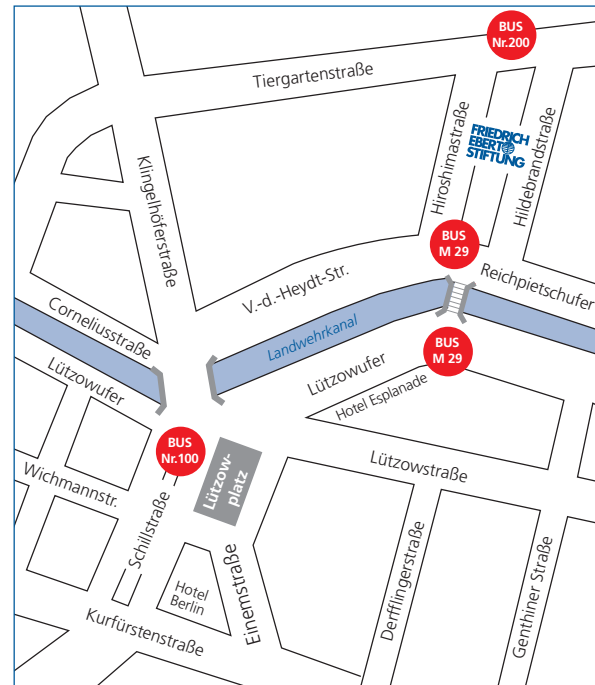 BUS
Nr.200
Tiergartenstraße
FRIEDRICH
EBERT
STIFTUNG
Hiroshimastraße
Hildebrandstraße
Klingelhöferstraße
BUS
M 29
Reichpietschufer
V.-d.-Heydt-Str.
Corneliusstraße
Landwehrkanal
BUS
M 29
Lützowufer
Lützowufer
Hotel Esplanade
BUS
Nr.100
Lützow-
platz
Lützowstraße
Wichmannstr.
Schillstraße
Hotel
Berlin
Einemstraße
Derfflingerstraße
Genthiner Straße
Kurfürstenstraße